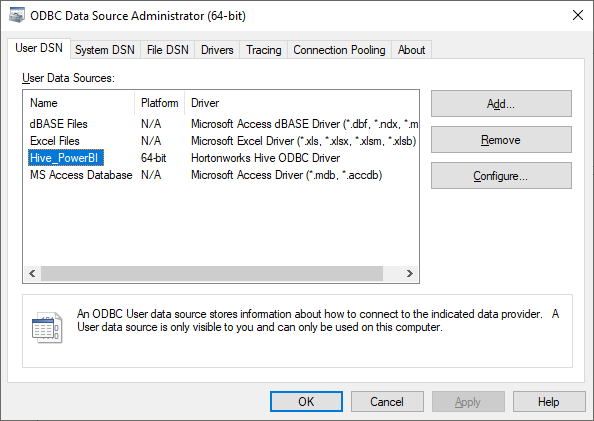 ODBC Data Source Administrator (64-bit)
User DSN System DSN File DSN Drivers Tracing Connection Pooling About
User Data Sources:
Name Platform Driver
dBASE Files N/A Microsoft Access dBASE Driver (*.dbf, *.ndx, *.m
Excel Files N/A Microsoft Excel Driver (*.xls, *.xlsx, *.xlsm, *.xlsb)
Hive_PowerBI 64-bit Hortonworks Hive ODBC Driver
MS Access Database N/A Microsoft Access Driver (*.mdb, *.accdb)
Add...
Remove
Configure...
An ODBC User data source stores information about how to connect to the indicated data provider. A
User data source is only visible to you and can only be used on this computer.
OK Cancel Apply Help